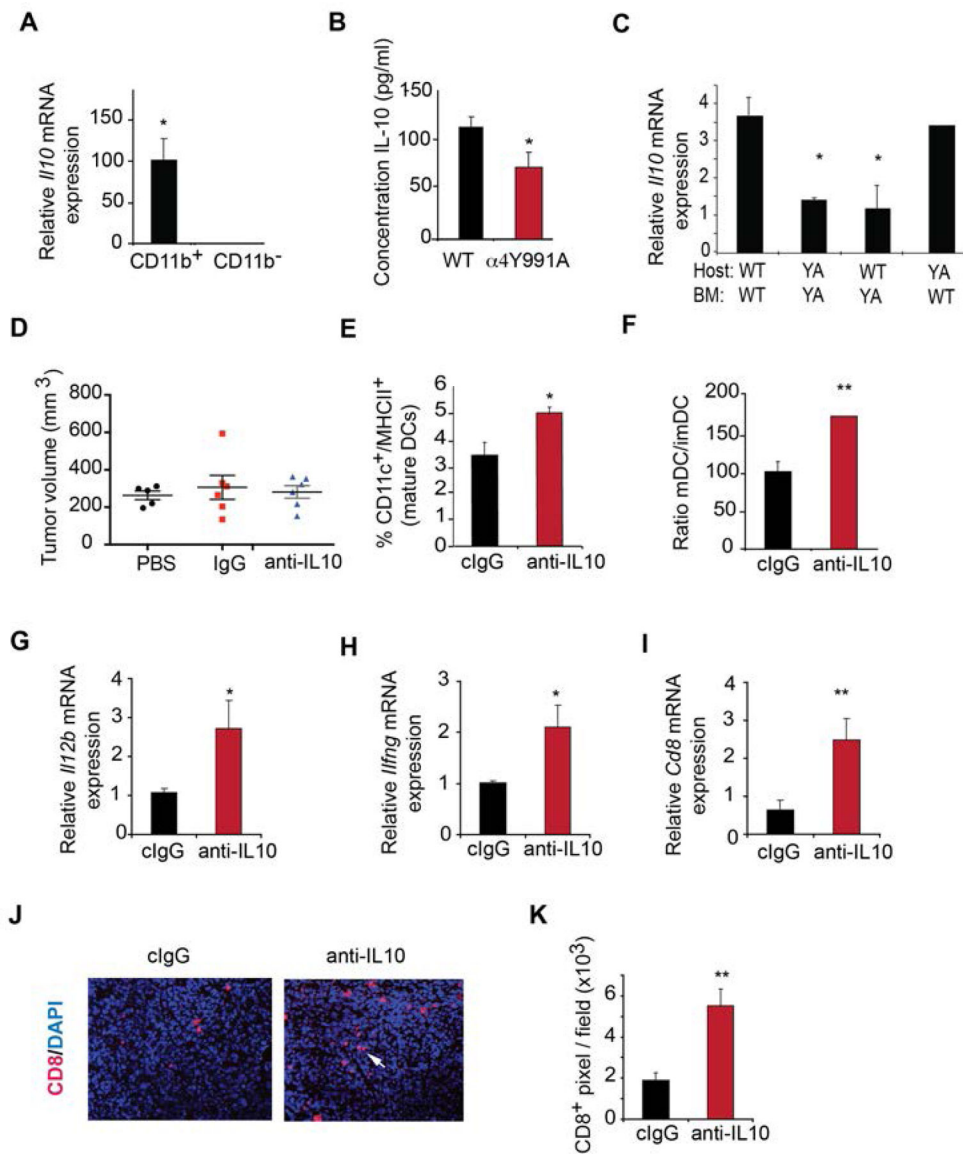 A
Relative Il10 mRNA
expression
150
100
50
0
*
CD11b+ CD11b-
B
Concentration IL-10 (pg/ml)
150
100
50
0
*
WT α4Y991A
C
Relative Il10 mRNA
expression
4
3
2
1
0
* *
Host: WT YA WT YA
BM: WT YA YA WT
D
Tumor volume (mm 3)
800
600
400
200
0
PBS IgG anti-IL10
E
% CD11c+/MHCII+
(mature DCs)
6
5
4
3
2
1
0
*
cIgG anti-IL10
F
Ratio mDC/imDC
200
150
100
50
0
**
cIgG anti-IL10
G
Relative Il12b mRNA
expression
4
3
2
1
0
*
cIgG anti-IL10
H
Relative Ilfng mRNA
expression
3
2
1
0
*
cIgG anti-IL10
I
Relative Cd8 mRNA
expression
4
3
2
1
0
**
cIgG anti-IL10
J
cIgG anti-IL10
CD8/DAPI
K
CD8+ pixel / field (x103)
6
4
2
0
**
cIgG anti-IL10